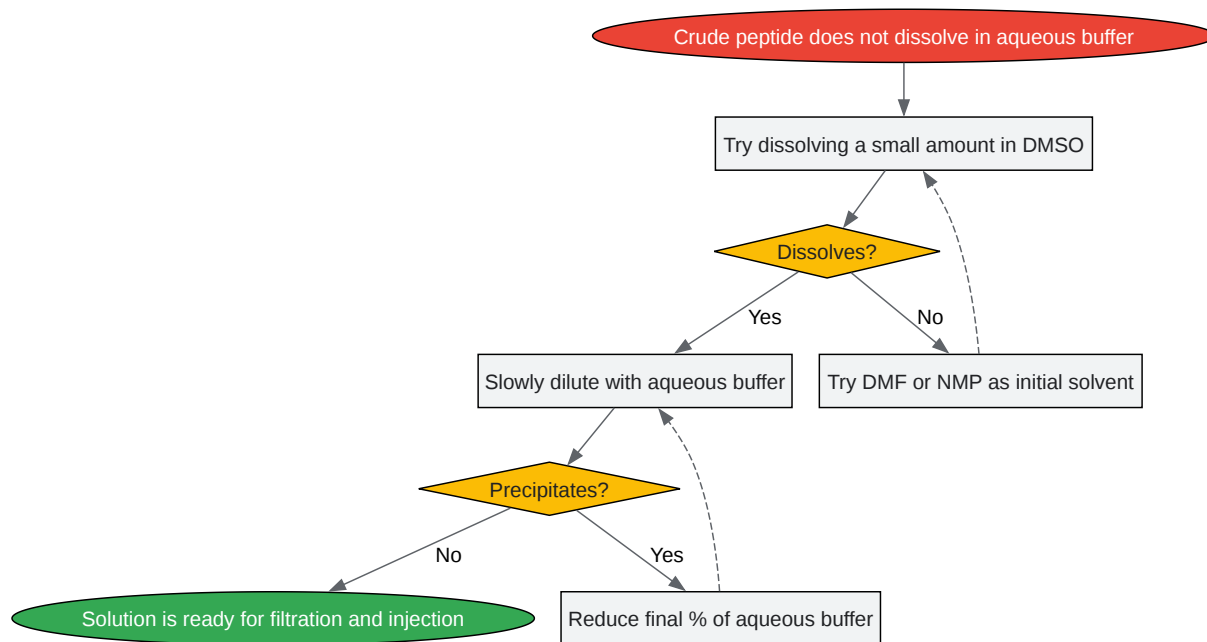 Crude peptide does not dissolve in aqueous buffer
Try dissolving a small amount in DMSO
Dissolves?
Yes
No
Slowly dilute with aqueous buffer
Try DMF or NMP as initial solvent
Precipitates?
No
Yes
Solution is ready for filtration and injection
Reduce final % of aqueous buffer